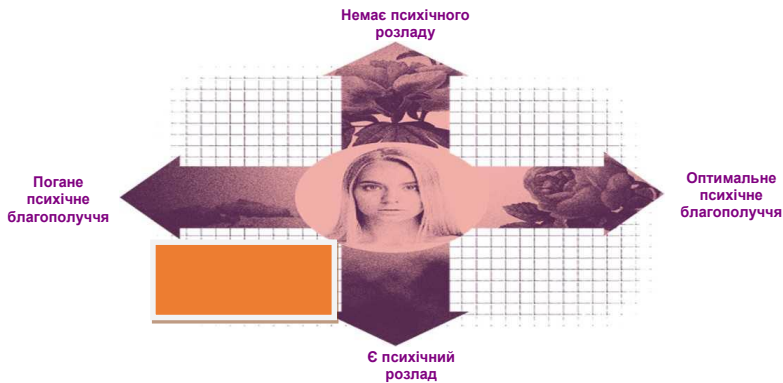 Немає психічного
розладу
Погане
психічне
благополуччя
Оптимальне
психічне
благополуччя
Є психічний
розлад